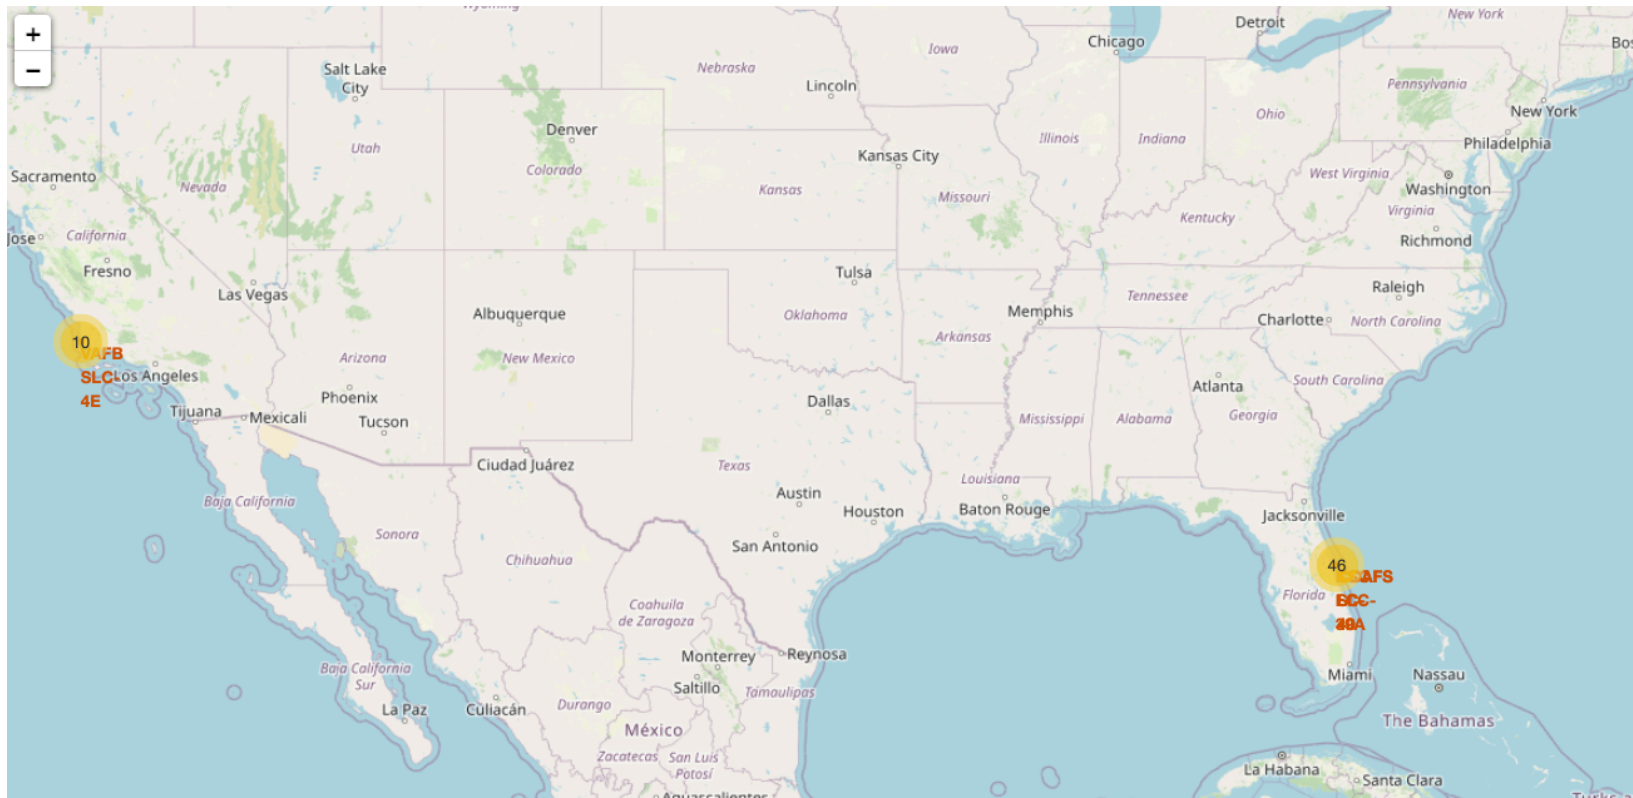 +
−
Wyoming
Detroit
New York
Chicago
Iowa
Bos
Salt Lake
City
Nebraska
Lincoln
Pennsylvania
New York
Denver
Ohio
Illinois
Indiana
Philadelphia
Utah
Kansas City
Colorado
Sacramento
Nevada
Kansas
Missouri
West Virginia
Washington
Kentucky
Virginia
Jose
California
Richmond
Fresno
Tulsa
Las Vegas
Raleigh
Tennessee
Albuquerque
Oklahoma
Memphis
Charlotte
North Carolina
10
VAFB
SLC-
4E
Arizona
New Mexico
Arkansas
Los Angeles
Phoenix
Atlanta
South Carolina
Dallas
Tijuana
Mexicali
Tucson
Mississippi
Alabama
Georgia
Ciudad Juárez
Texas
Louisiana
Baja California
Austin
Houston
Baton Rouge
Jacksonville
Sonora
San Antonio
Chihuahua
46
Florida
Coahuila
de Zaragoza
Monterrey
Reynosa
Baja California
Sur
Saltillo
Tamaulipas
Miami
Nassau
La Paz
Culiacán
Durango
México
The Bahamas
Zacatecas
San Luis
Potosí
La Habana
Santa Clara
Aguascalientes